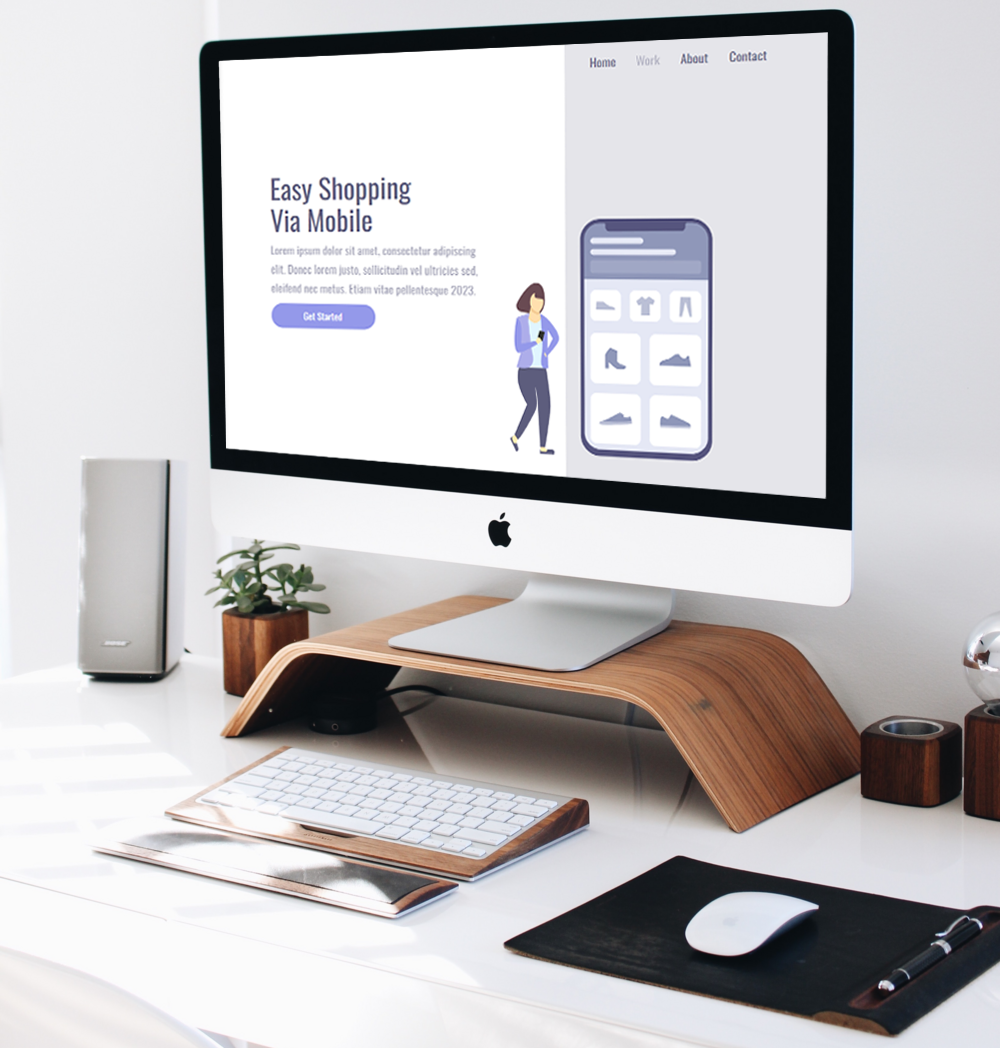 Home Work About Contact
Easy Shopping
Via Mobile
Lorem ipsum dolor sit amet, consectetur adipiscing
elit. Donec lorem justo, sollicitudin vel ultricies sed,
eleifend nec metus. Etiam vitae pellentesque 2023.
Get Started